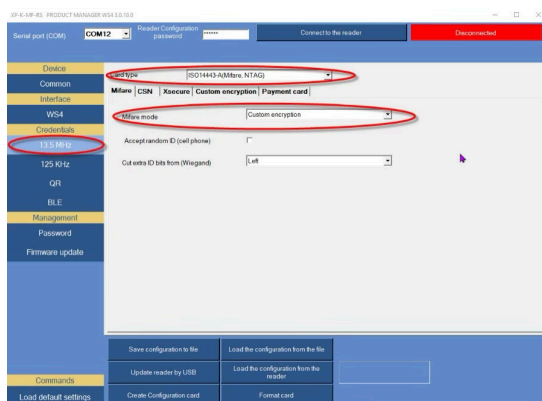 XP-K-MF-RS PRODUCT MANAGER WS4 3.0.10.0
Serial port (COM) COM12 Reader Configuration password ****** Connect to the reader Disconnected
Device
Common
Interface
WS4
Credentials
13.5 MHz
125 KHz
QR
BLE
Management
Password
Firmware update
Commands
Load default settings
Card type ISO14443-A(Mifare, NTAG)
Mifare CSN Xsecure Custom encryption Payment card
Mifare mode Custom encryption
Accept random ID (cell phone)
Cut extra ID bits from (Wiegand) Left
Save configuration to file Load the configuration from the file
Update reader by USB Load the configuration from the reader
Create Configuration card Format card